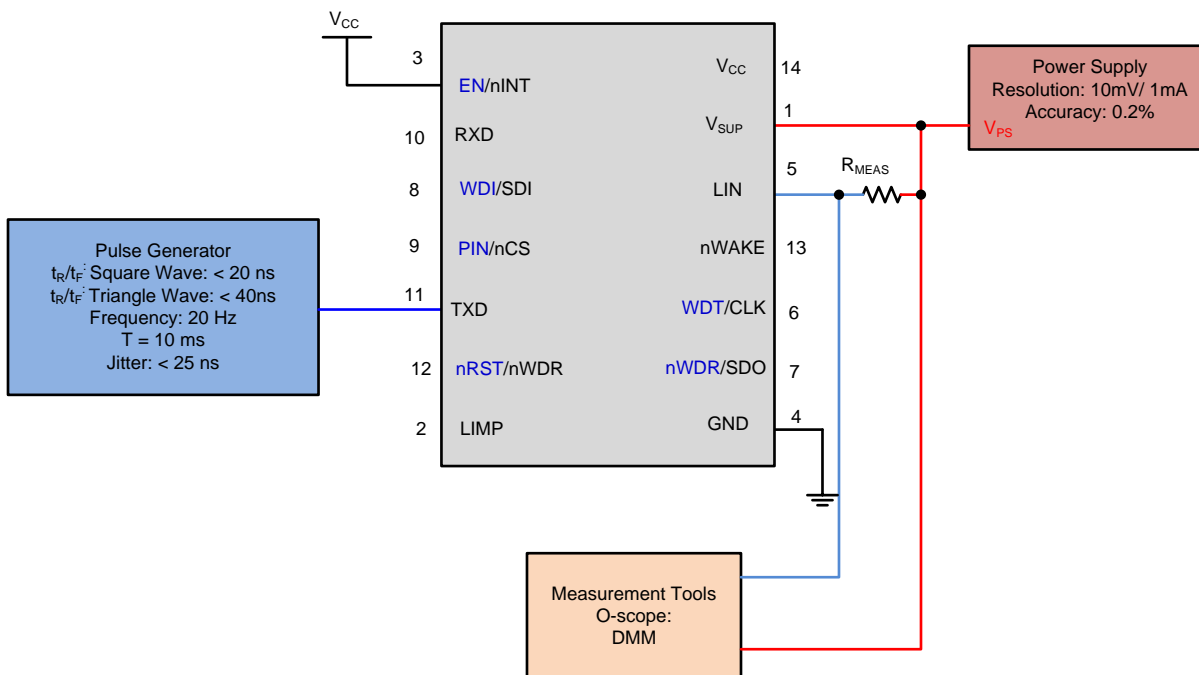 VCC
3
EN/nINT
10
RXD
8
WDI/SDI
9
PIN/nCS
11
TXD
12
nRST/nWDR
2
LIMP
VCC
14
VSUP
1
LIN
5
nWAKE
13
WDT/CLK
6
nWDR/SDO
7
GND
4
RMEAS
Power Supply
Resolution: 10mV/ 1mA
Accuracy: 0.2%
VPS
Pulse Generator
tR/tF: Square Wave: < 20 ns
tR/tF: Triangle Wave: < 40ns
Frequency: 20 Hz
T = 10 ms
Jitter: < 25 ns
Measurement Tools
O-scope:
DMM